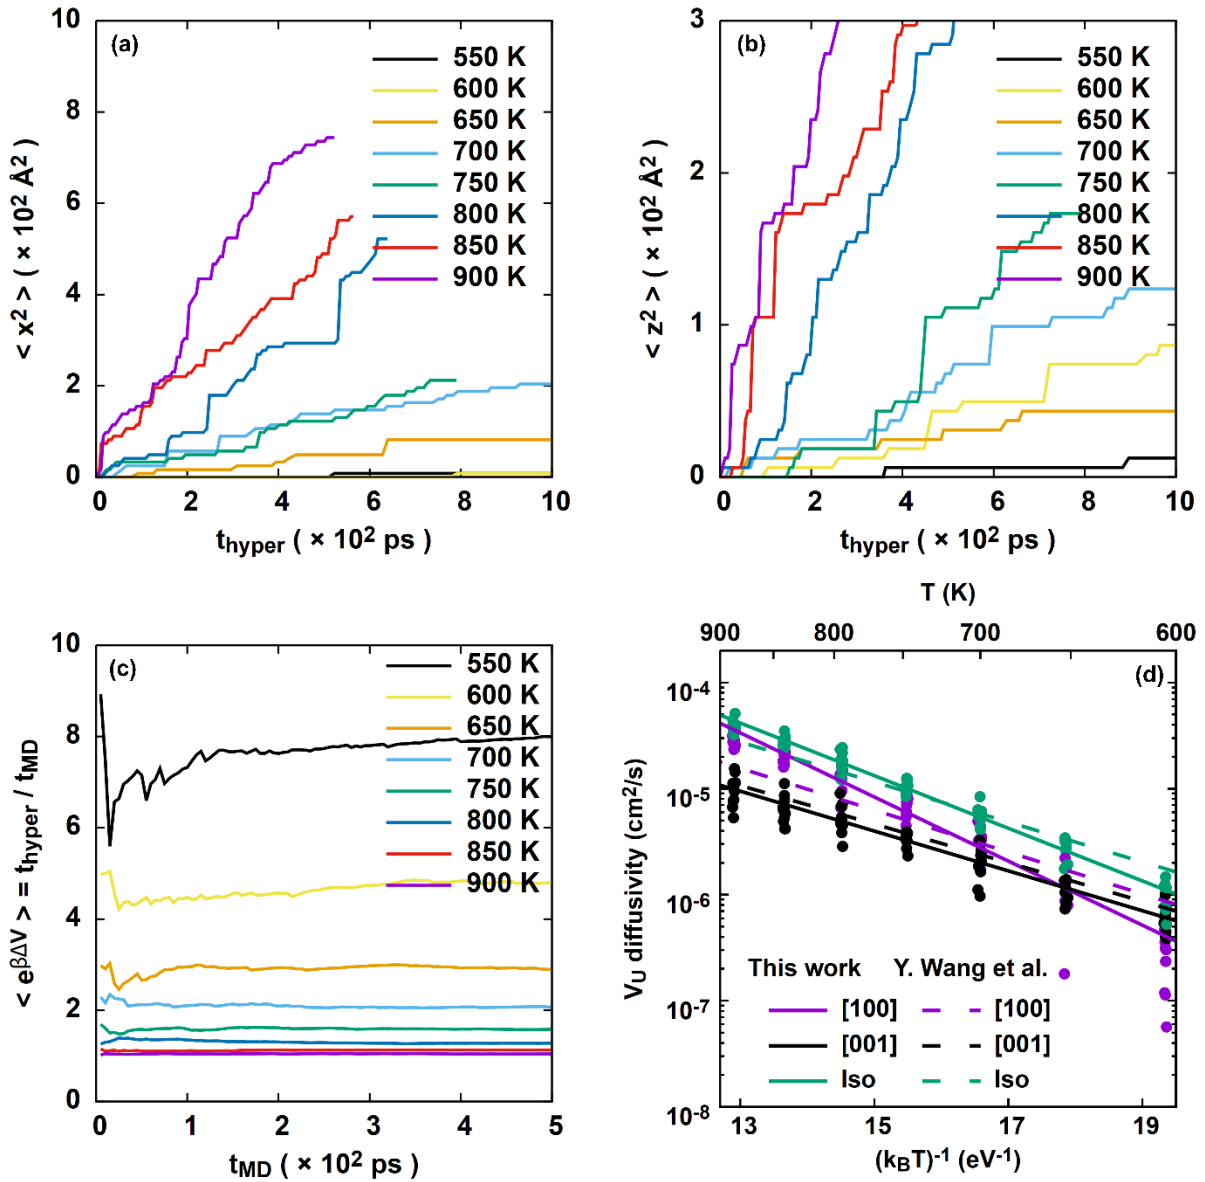 (a)
10
8
6
4
2
0
< x² > ( × 10² Å² )
550 K
600 K
650 K
700 K
750 K
800 K
850 K
900 K
0 2 4 6 8 10
t_hyper ( × 10² ps )
(b)
3
2
1
0
< z² > ( × 10² Å² )
550 K
600 K
650 K
700 K
750 K
800 K
850 K
900 K
0 2 4 6 8 10
t_hyper ( × 10² ps )
(c)
10
8
6
4
2
0
< e^βΔV > = t_hyper / t_MD
550 K
600 K
650 K
700 K
750 K
800 K
850 K
900 K
0 1 2 3 4 5
t_MD ( × 10² ps )
T (K)
900 800 700 600
(d)
10⁻⁴
10⁻⁵
10⁻⁶
10⁻⁷
10⁻⁸
V_U diffusivity (cm²/s)
This work Y. Wang et al.
[100] [100]
[001] [001]
Iso Iso
13 15 17 19
(k_BT)⁻¹ (eV⁻¹)